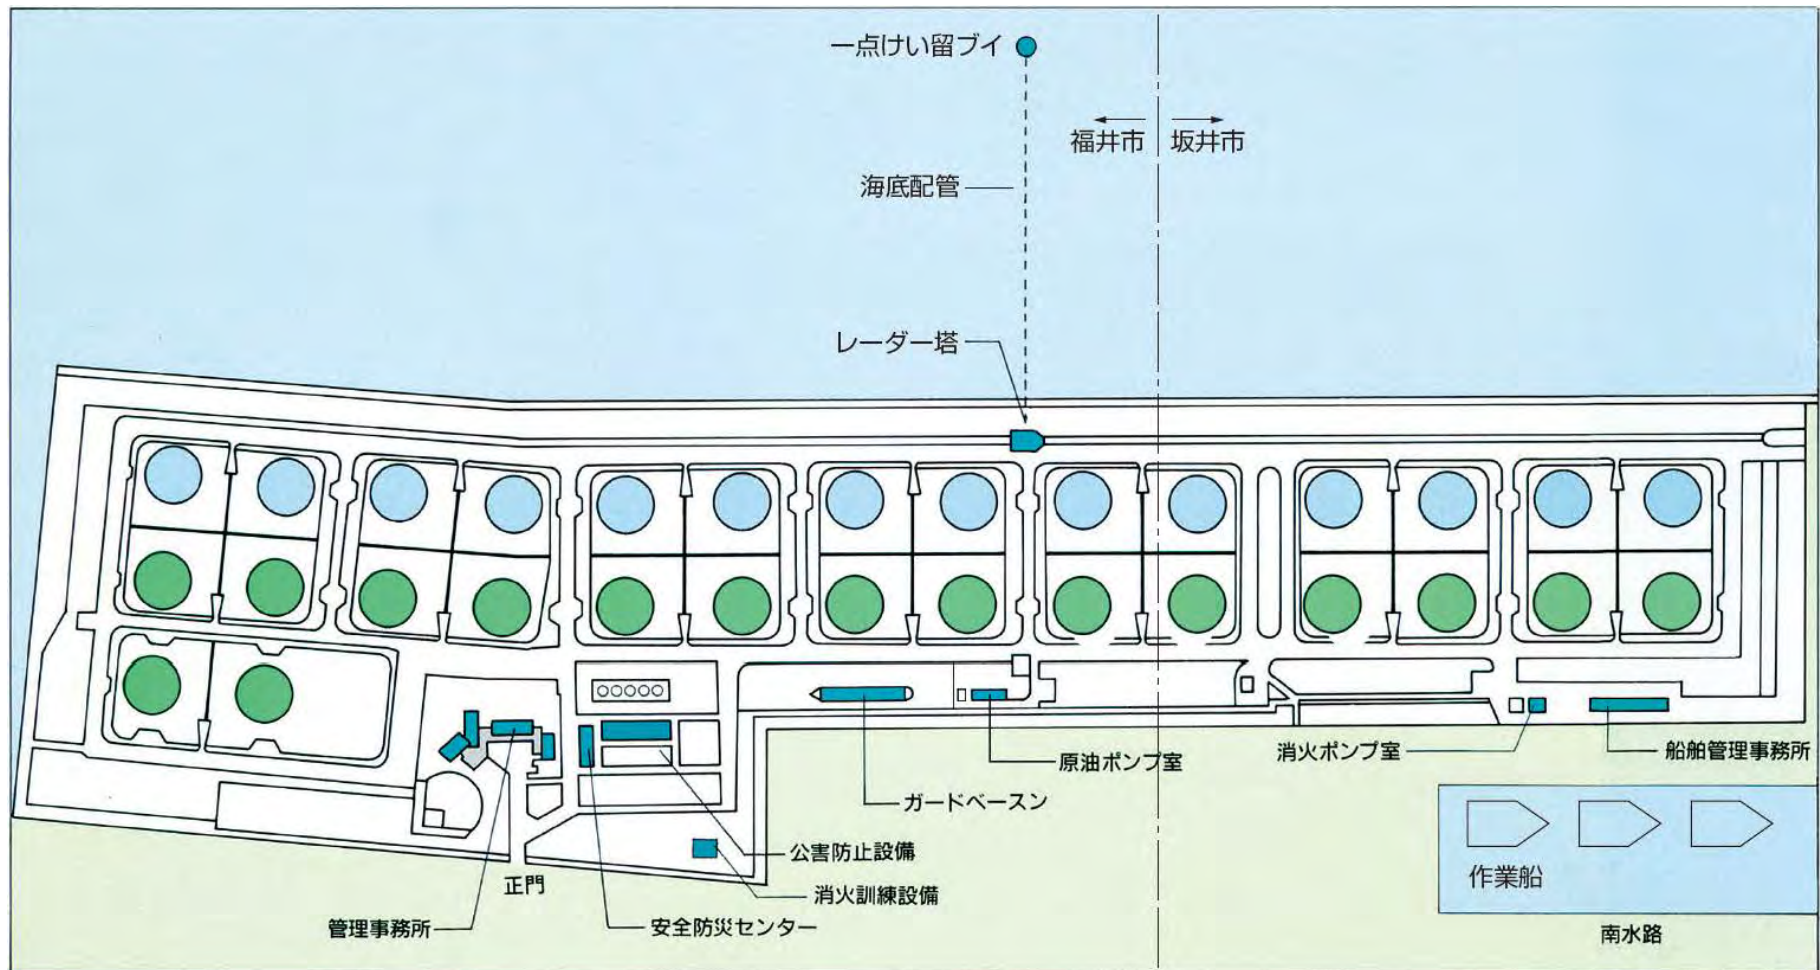 一点けい留ブイ
福井市
坂井市
海底配管
レーダー塔
原油ポンプ室
消火ポンプ室
船舶管理事務所
ガードベースン
公害防止設備
作業船
正門
消火訓練設備
管理事務所
安全防災センター
南水路